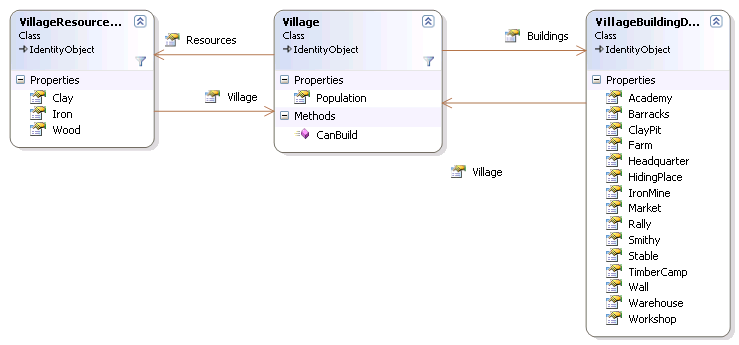 VillageResource...
Class
IdentityObject
Properties
Clay
Iron
Wood
Resources
Village
Village
Class
IdentityObject
Properties
Population
Methods
CanBuild
Buildings
Village
VillageBuildingD...
Class
IdentityObject
Properties
Academy
Barracks
ClayPit
Farm
Headquarter
HidingPlace
IronMine
Market
Rally
Smithy
Stable
TimberCamp
Wall
Warehouse
Workshop